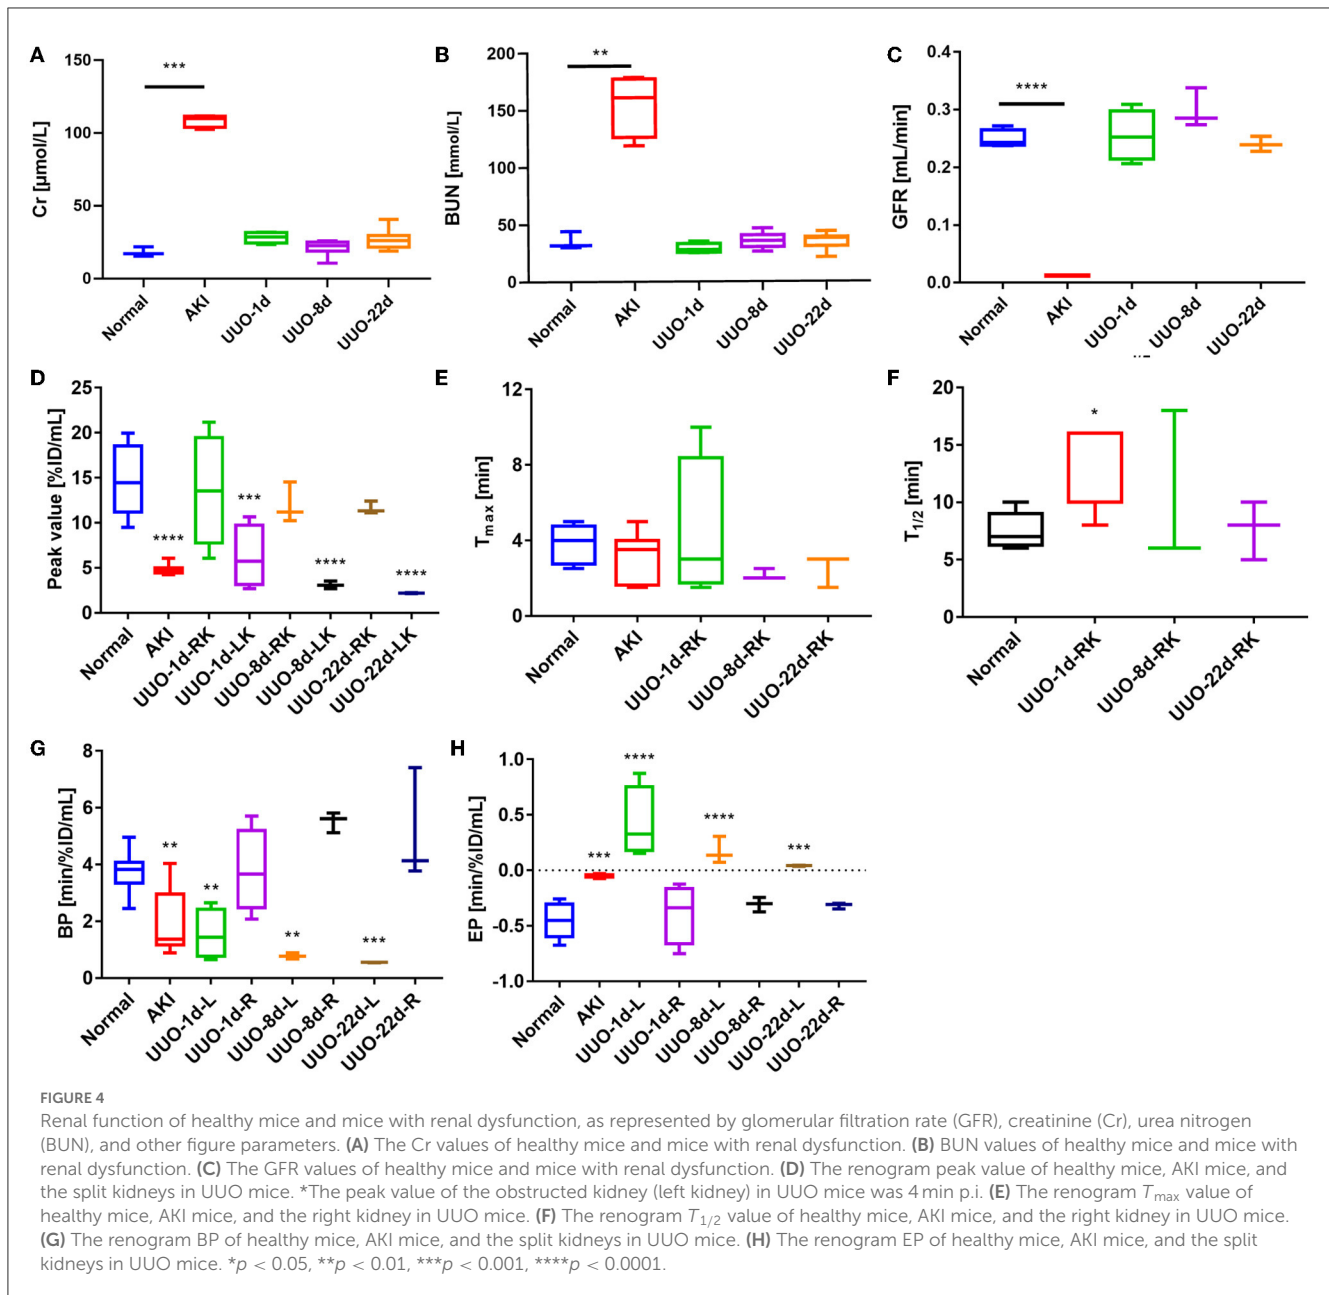 A
150
100
50
0
Cr [µmol/L]
***
Normal
AKI
UUO-1d
UUO-8d
UUO-22d
B
200
150
100
50
0
BUN [mmol/L]
**
Normal
AKI
UUO-1d
UUO-8d
UUO-22d
C
0.4
0.3
0.2
0.1
0.0
GFR [mL/min]
****
Normal
AKI
UUO-1d
UUO-8d
UUO-22d
D
25
20
15
10
5
0
Peak value [%ID/mL]
****
***
****
****
Normal
AKI
UUO-1d-RK
UUO-1d-LK
UUO-8d-RK
UUO-8d-LK
UUO-22d-RK
UUO-22d-LK
E
12
8
4
0
Tmax [min]
Normal
AKI
UUO-1d-RK
UUO-8d-RK
UUO-22d-RK
F
20
15
10
5
0
T1/2 [min]
*
Normal
UUO-1d-RK
UUO-8d-RK
UUO-22d-RK
G
8
6
4
2
0
BP [min/%ID/mL]
**
**
**
***
Normal
AKI
UUO-1d-L
UUO-1d-R
UUO-8d-L
UUO-8d-R
UUO-22d-L
UUO-22d-R
H
1.0
0.5
0.0
-0.5
-1.0
EP [min/%ID/mL]
***
****
****
***
Normal
AKI
UUO-1d-L
UUO-1d-R
UUO-8d-L
UUO-8d-R
UUO-22d-L
UUO-22d-R
FIGURE 4
Renal function of healthy mice and mice with renal dysfunction, as represented by glomerular filtration rate (GFR), creatinine (Cr), urea nitrogen
(BUN), and other figure parameters. (A) The Cr values of healthy mice and mice with renal dysfunction. (B) BUN values of healthy mice and mice with
renal dysfunction. (C) The GFR values of healthy mice and mice with renal dysfunction. (D) The renogram peak value of healthy mice, AKI mice, and
the split kidneys in UUO mice. *The peak value of the obstructed kidney (left kidney) in UUO mice was 4 min p.i. (E) The renogram Tmax value of
healthy mice, AKI mice, and the right kidney in UUO mice. (F) The renogram T1/2 value of healthy mice, AKI mice, and the right kidney in UUO mice.
(G) The renogram BP of healthy mice, AKI mice, and the split kidneys in UUO mice. (H) The renogram EP of healthy mice, AKI mice, and the split
kidneys in UUO mice. *p < 0.05, **p < 0.01, ***p < 0.001, ****p < 0.0001.